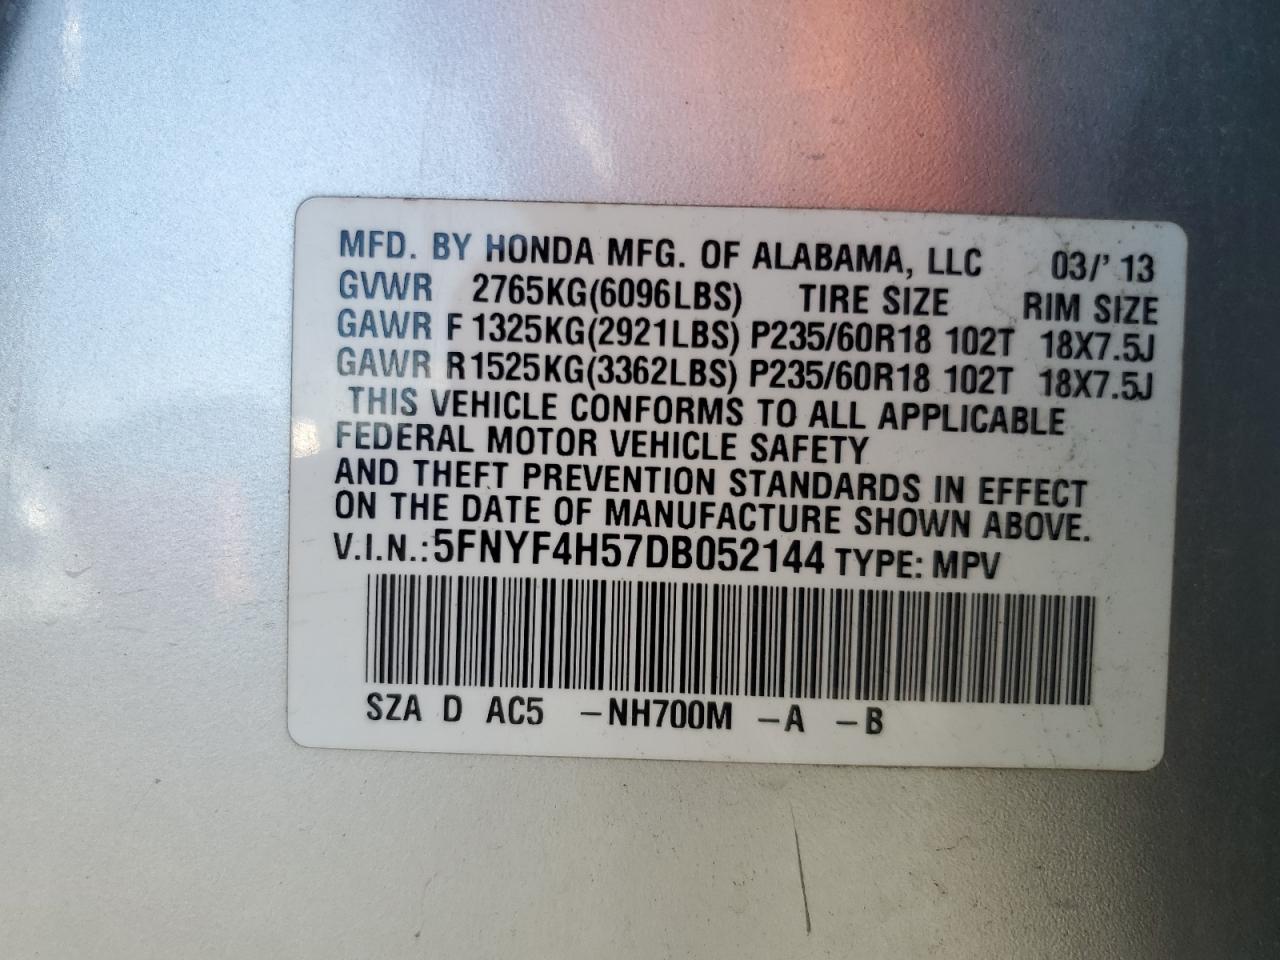 MFD. BY HONDA MFG. OF ALABAMA, LLC 03/' 13
GVWR 2765KG(6096LBS) TIRE SIZE RIM SIZE
GAWR F 1325KG(2921LBS) P235/60R18 102T 18X7.5J
GAWR R 1525KG(3362LBS) P235/60R18 102T 18X7.5J
THIS VEHICLE CONFORMS TO ALL APPLICABLE
FEDERAL MOTOR VEHICLE SAFETY
AND THEFT PREVENTION STANDARDS IN EFFECT
ON THE DATE OF MANUFACTURE SHOWN ABOVE.
V.I.N.: 5FNYF4H57DB052144 TYPE: MPV
SZA D AC5 –NH700M –A –B